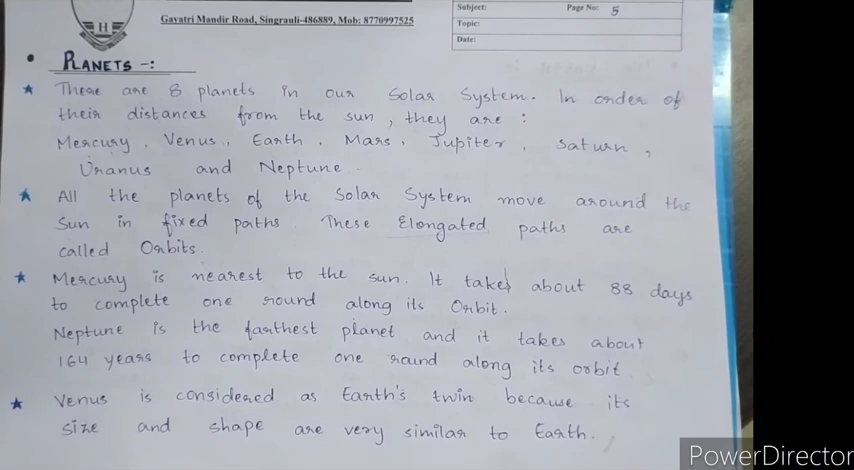 H
Gayatri Mandir Road, Singrauli-486889, Mob: 8770997525
Subject: Page No: 5
Topic:
Date:
• PLANETS -:
★ There are 8 planets in our Solar System. In order of
their distances from the sun, they are :
Mercury, Venus, Earth, Mars, Jupiter, Saturn,
Uranus and Neptune.
★ All the planets of the Solar System move around the
Sun in fixed paths. These Elongated paths are
called Orbits.
★ Mercury is nearest to the sun. It takes about 88 days
to complete one round along its Orbit.
Neptune is the farthest planet and it takes about
164 years to complete one round along its orbit.
★ Venus is considered as Earth's twin because its
size and shape are very similar to Earth.
PowerDirector